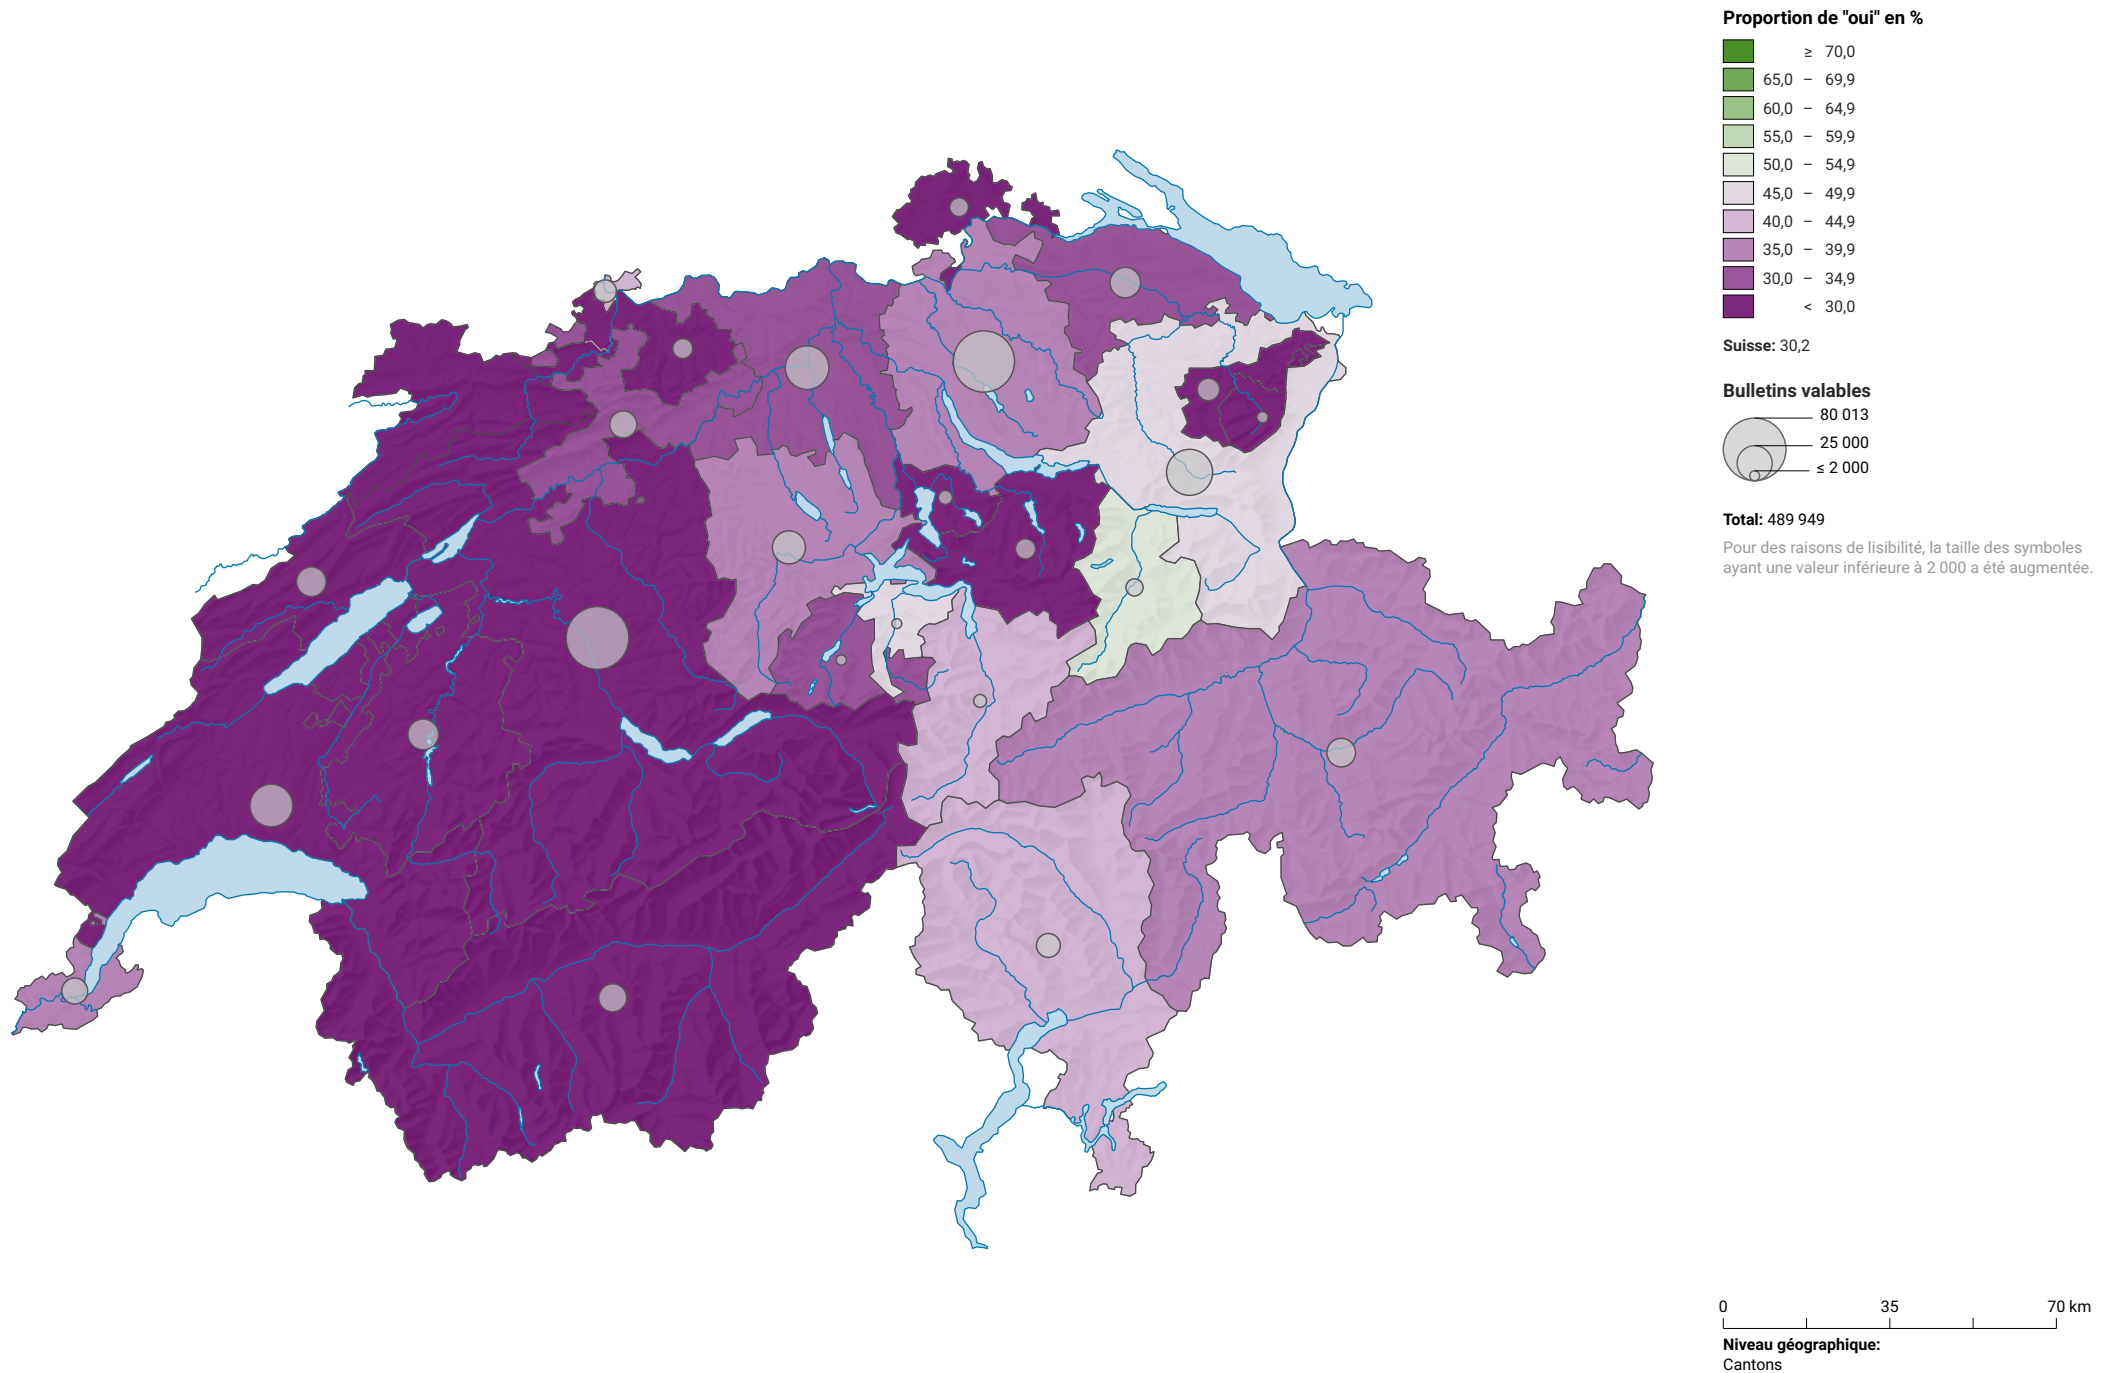 Proportion de "oui" en %
≥ 70,0
65,0 – 69,9
60,0 – 64,9
55,0 – 59,9
50,0 – 54,9
45,0 – 49,9
40,0 – 44,9
35,0 – 39,9
30,0 – 34,9
< 30,0
Suisse: 30,2
Bulletins valables
80 013
25 000
≤ 2 000
Total: 489 949
Pour des raisons de lisibilité, la taille des symboles
ayant une valeur inférieure à 2 000 a été augmentée.
0 35 70 km
Niveau géographique:
Cantons